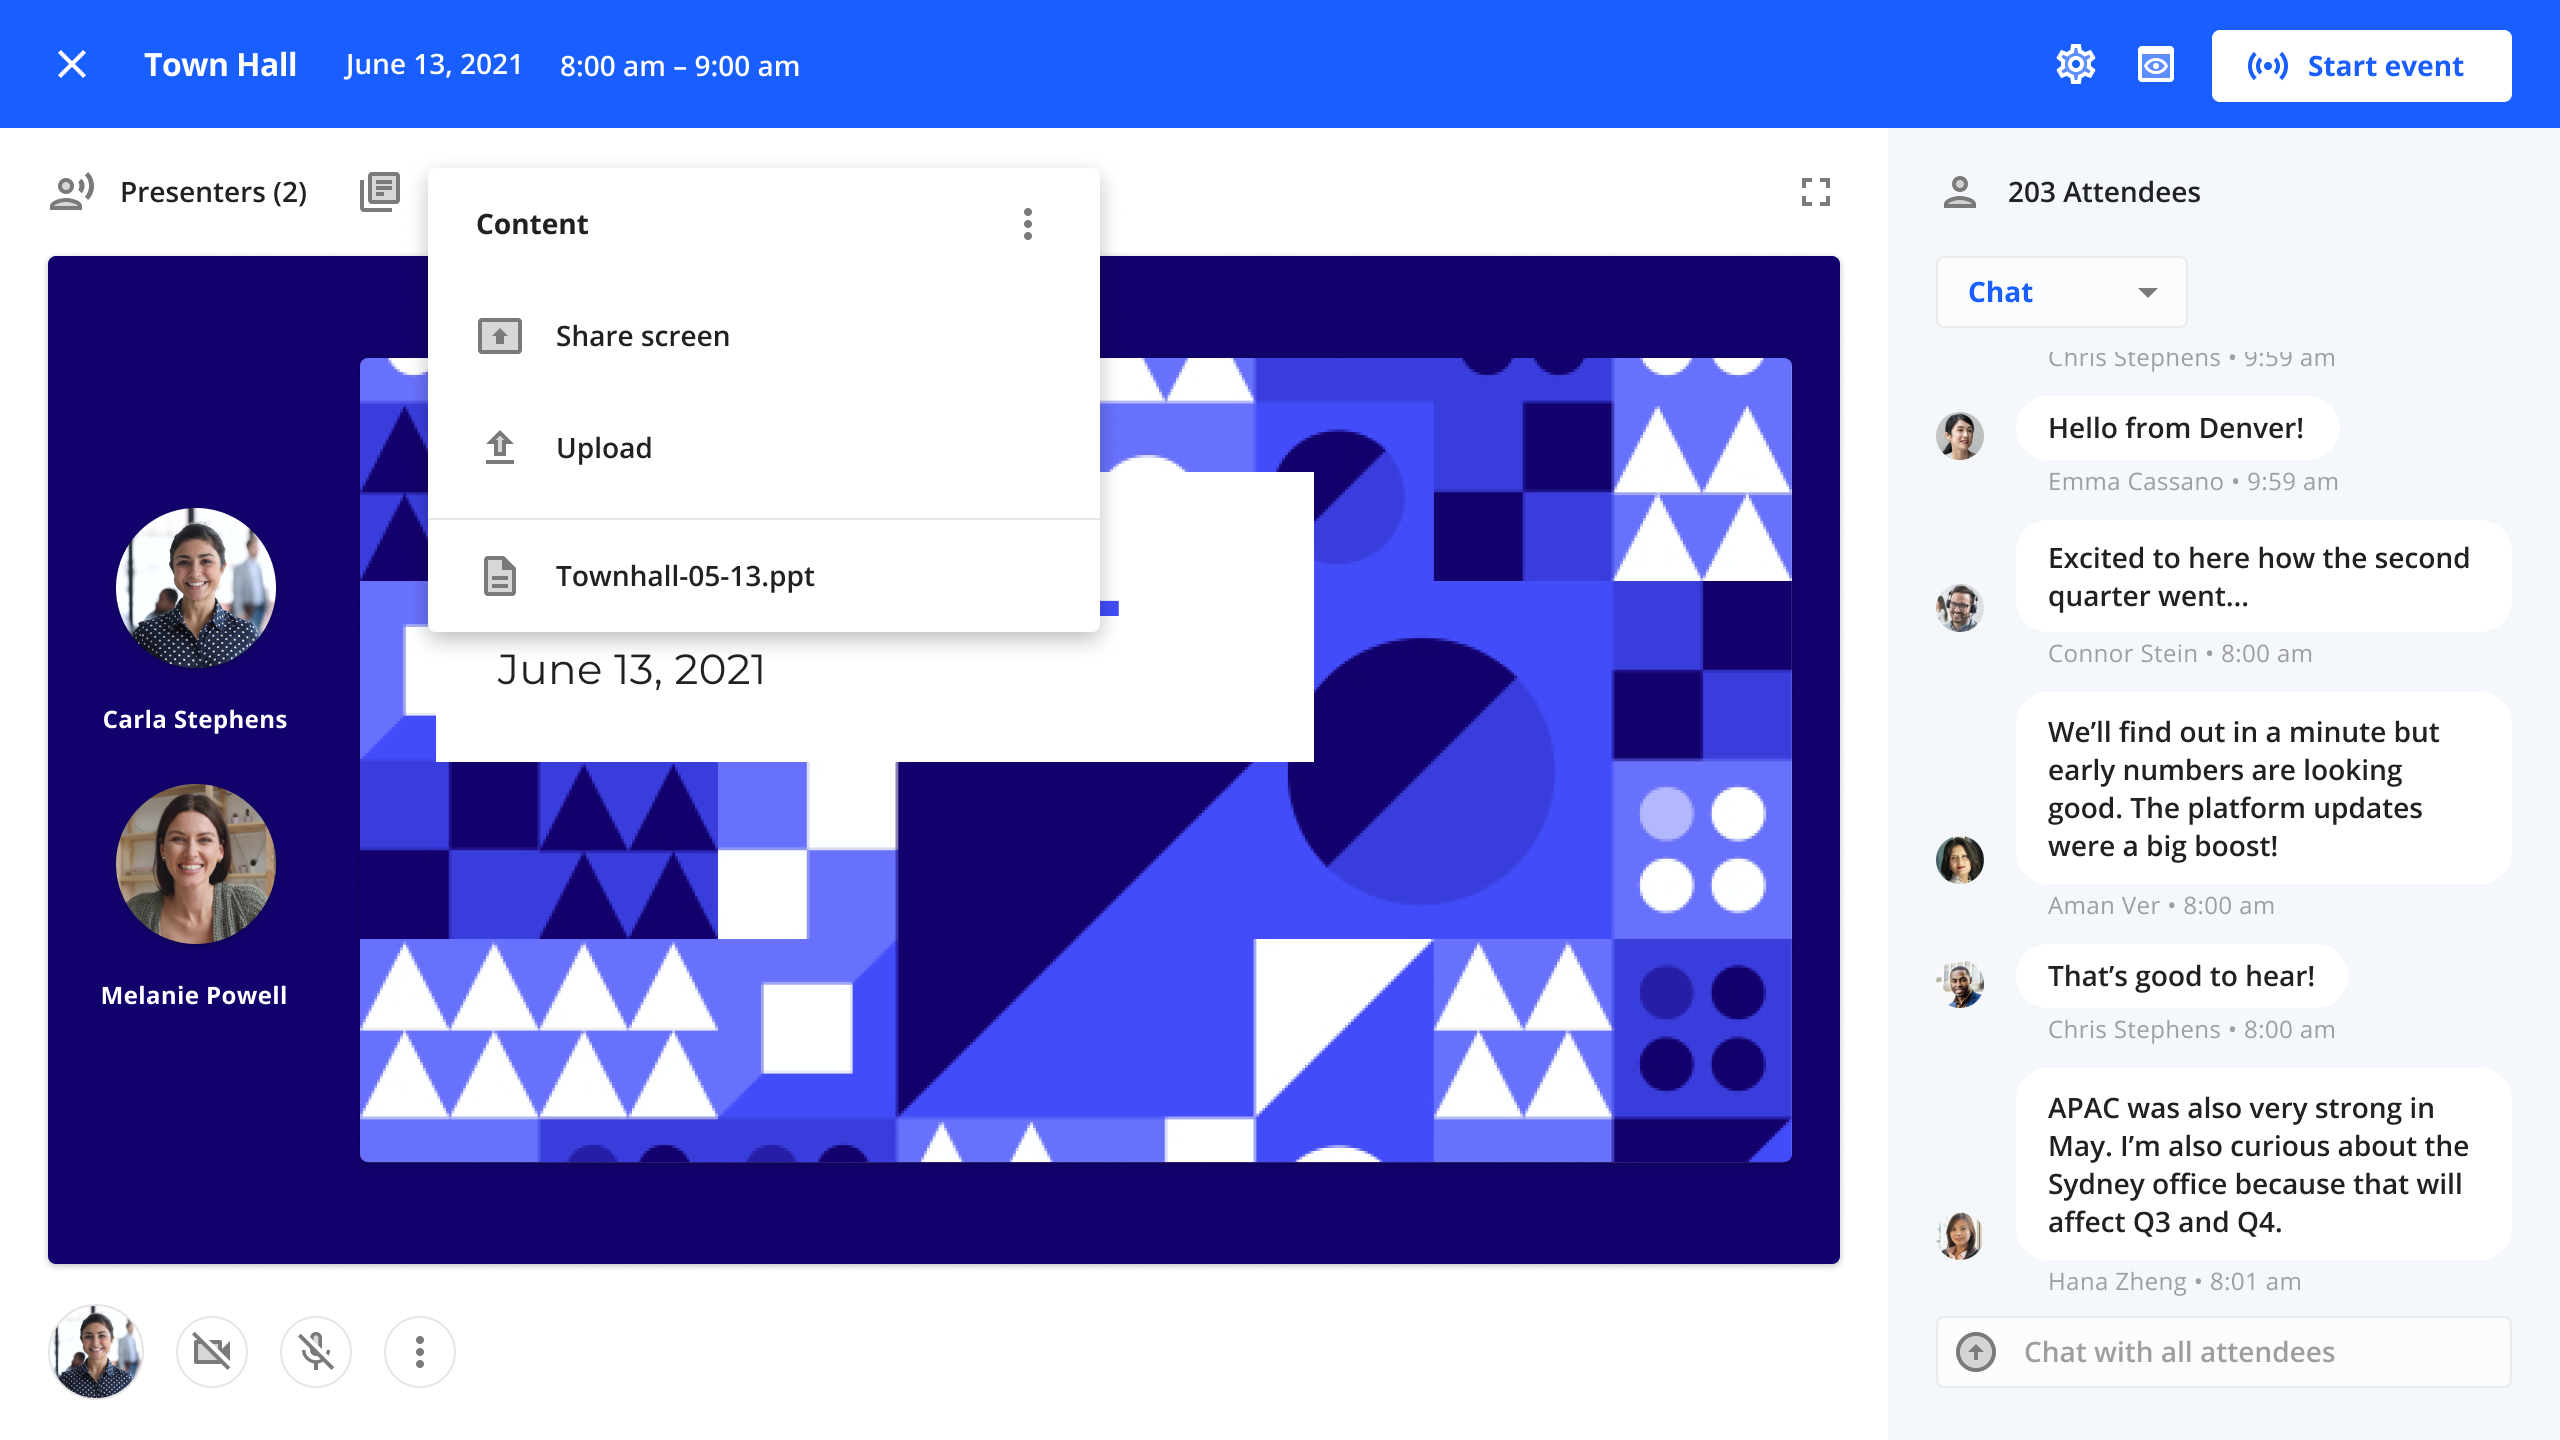 Town Hall
June 13, 2021
8:00 am – 9:00 am
Start event
Presenters (2)
Content
Share screen
Upload
Townhall-05-13.ppt
June 13, 2021
Carla Stephens
Melanie Powell
203 Attendees
Chat
Chris Stephens • 9:59 am
Hello from Denver!
Emma Cassano • 9:59 am
Excited to here how the second
quarter went...
Connor Stein • 8:00 am
We’ll find out in a minute but
early numbers are looking
good. The platform updates
were a big boost!
Aman Ver • 8:00 am
That’s good to hear!
Chris Stephens • 8:00 am
APAC was also very strong in
May. I’m also curious about the
Sydney office because that will
affect Q3 and Q4.
Hana Zheng • 8:01 am
Chat with all attendees